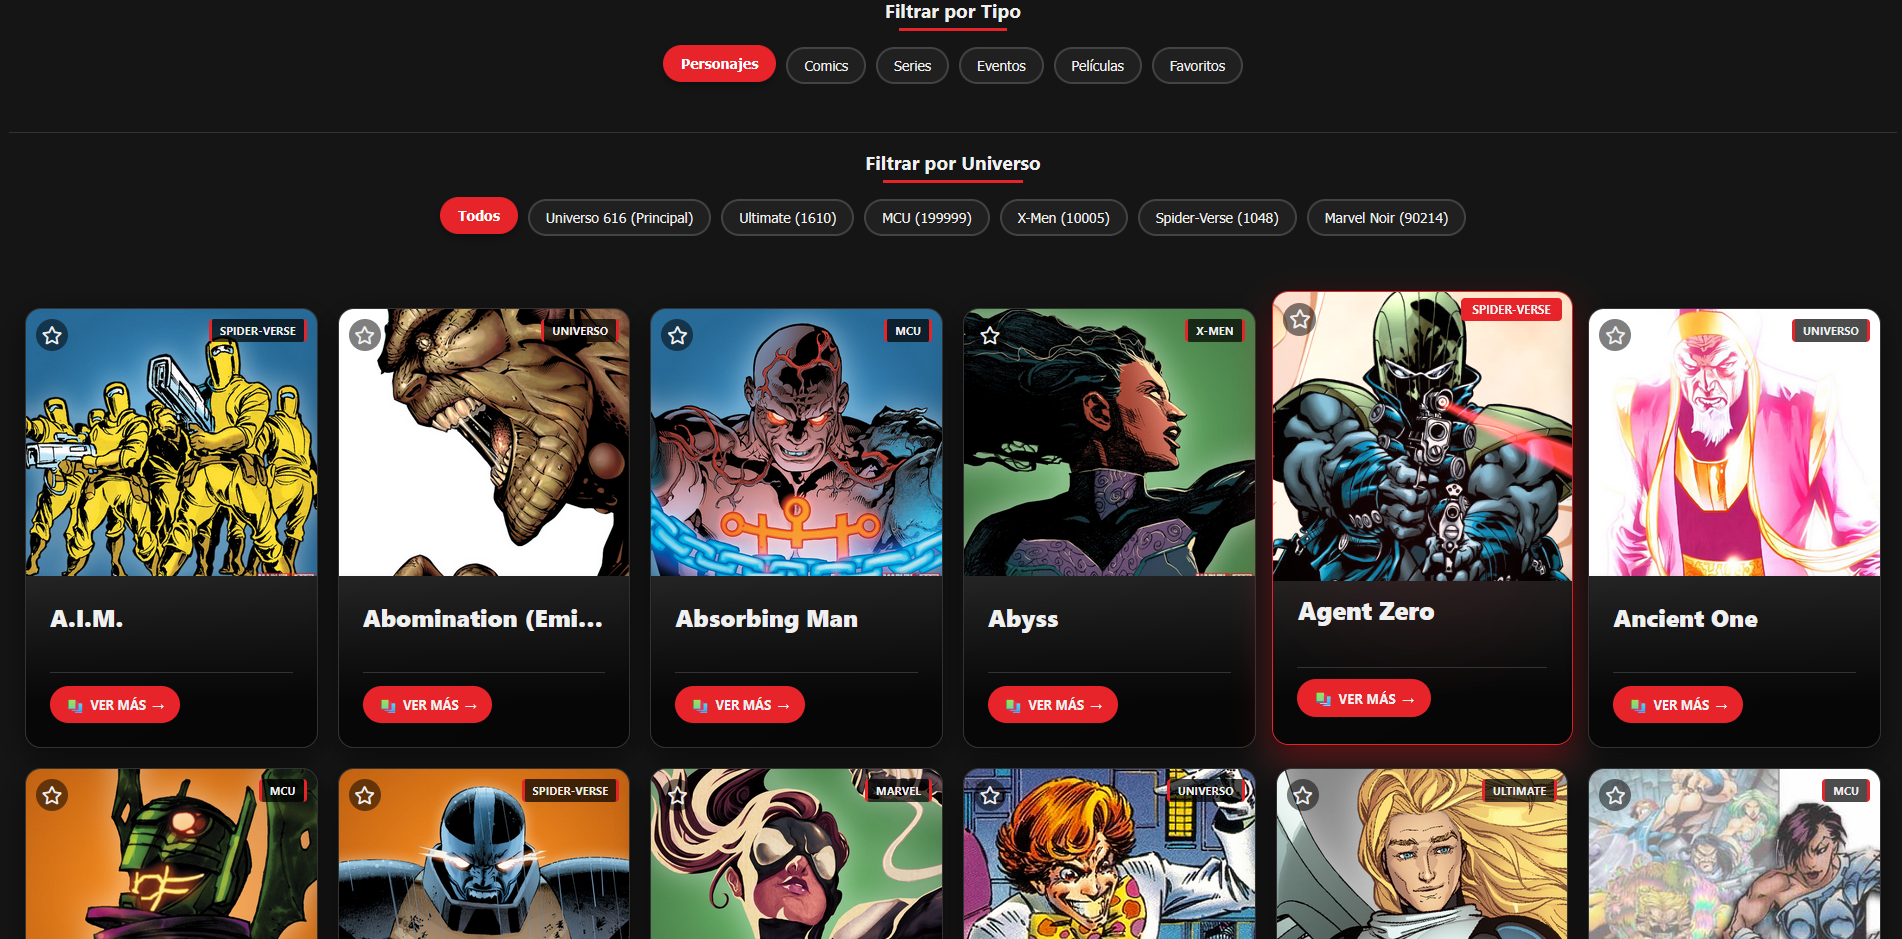 Filtrar por Tipo
Personajes Comics Series Eventos Películas Favoritos
Filtrar por Universo
Todos Universo 616 (Principal) Ultimate (1610) MCU (199999) X-Men (10005) Spider-Verse (1048) Marvel Noir (90214)
SPIDER-VERSE
A.I.M.
VER MÁS →
UNIVERSO
Abomination (Emi...
VER MÁS →
MCU
Absorbing Man
VER MÁS →
X-MEN
Abyss
VER MÁS →
SPIDER-VERSE
Agent Zero
VER MÁS →
UNIVERSO
Ancient One
VER MÁS →
MCU
SPIDER-VERSE
MARVEL
UNIVERSO
ULTIMATE
MCU